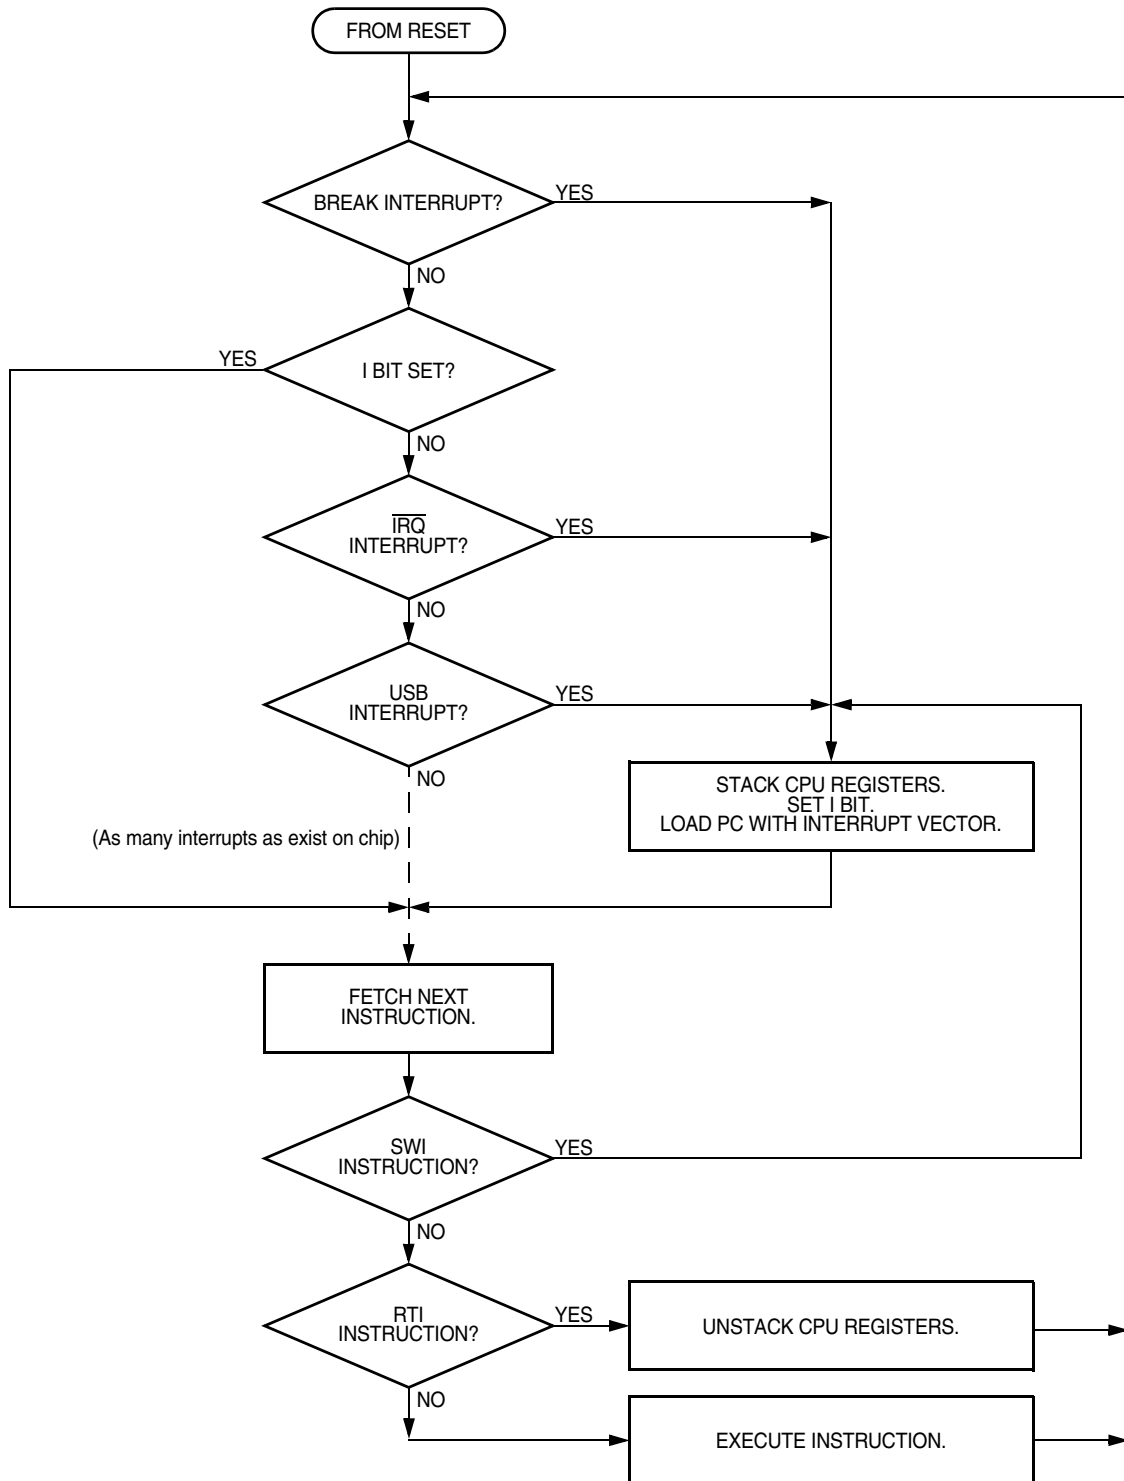 FROM RESET
BREAK INTERRUPT?
YES
NO
YES
I BIT SET?
NO
IRQ
INTERRUPT?
YES
NO
USB
INTERRUPT?
YES
NO
STACK CPU REGISTERS.
SET I BIT.
LOAD PC WITH INTERRUPT VECTOR.
(As many interrupts as exist on chip)
FETCH NEXT
INSTRUCTION.
SWI
INSTRUCTION?
YES
NO
RTI
INSTRUCTION?
YES
UNSTACK CPU REGISTERS.
NO
EXECUTE INSTRUCTION.